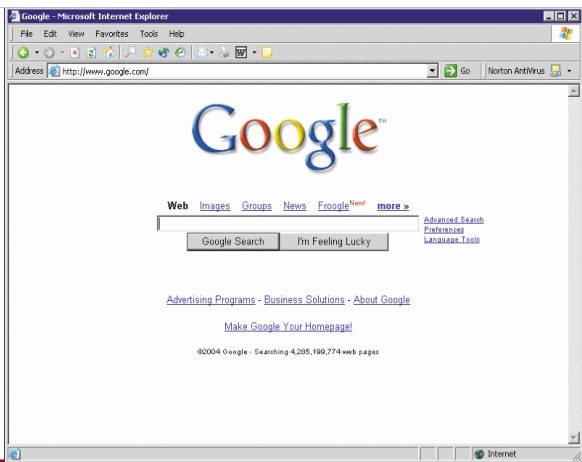 Google - Microsoft Internet Explorer
File Edit View Favorites Tools Help
W
Address http://www.google.com/ Go Norton AntiVirus
Google™
Web Images Groups News Froogle New! more »
Advanced Search
Preferences
Language Tools
Google Search I'm Feeling Lucky
Advertising Programs - Business Solutions - About Google
Make Google Your Homepage!
©2004 Google - Searching 4,285,199,774 web pages
Internet